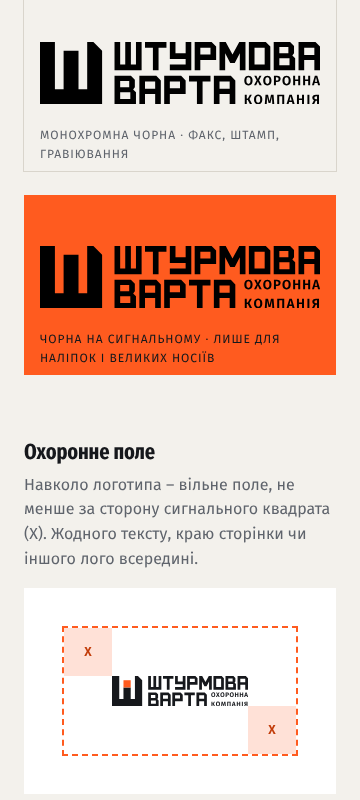 ШТУРМОВА
ВАРТА ОХОРОННА
КОМПАНІЯ
МОНОХРОМНА ЧОРНА · ФАКС, ШТАМП,
ГРАВІЮВАННЯ
ШТУРМОВА
ВАРТА ОХОРОННА
КОМПАНІЯ
ЧОРНА НА СИГНАЛЬНОМУ · ЛИШЕ ДЛЯ
НАЛІПОК І ВЕЛИКИХ НОСІЇВ
Охоронне поле
Навколо логотипа – вільне поле, не
менше за сторону сигнального квадрата
(X). Жодного тексту, краю сторінки чи
іншого лого всередині.
X
ШТУРМОВА
ВАРТА ОХОРОННА
КОМПАНІЯ
X